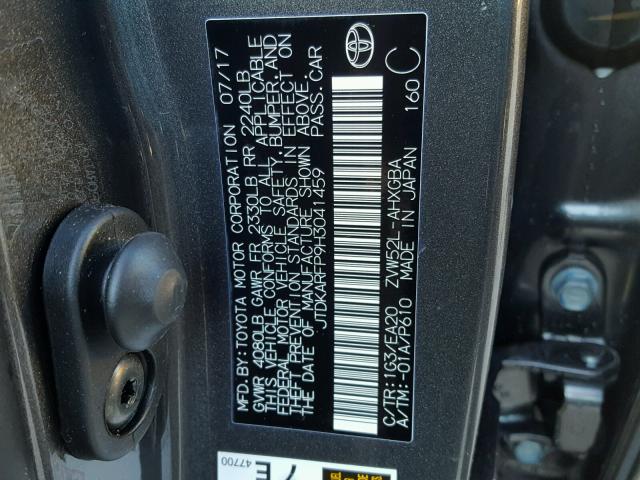 MFD. BY: TOYOTA MOTOR CORPORATION 07/17
GVWR 4080LB GAWR FR 2330LB RR 2240LB
THIS VEHICLE CONFORMS TO ALL APPLICABLE
FEDERAL MOTOR VEHICLE SAFETY, BUMPER, AND
THEFT PREVENTION STANDARDS IN EFFECT ON
THE DATE OF MANUFACTURE SHOWN ABOVE.
JTDKARFP9H3041459 PASS. CAR
C/TR: 1G3/EA20 ZVW52L-AHXGBA
A/TM: -01A/P610 MADE IN JAPAN 160 C
47700